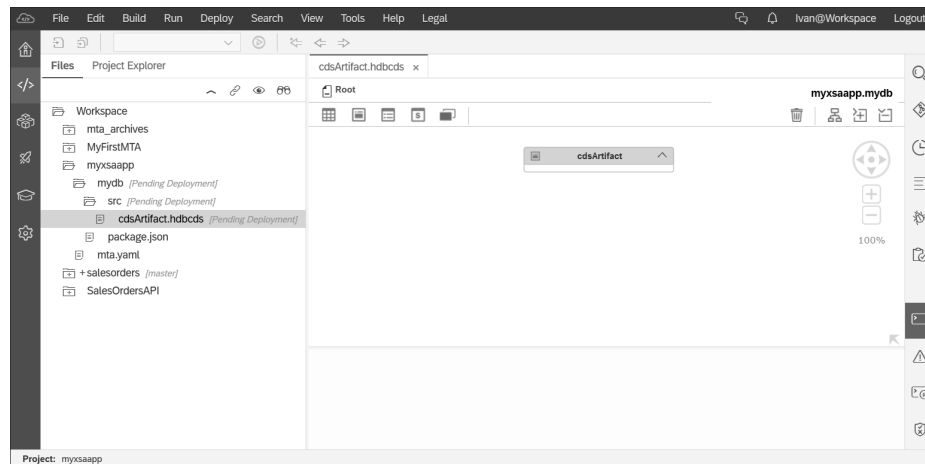 File Edit Build Run Deploy Search View Tools Help Legal Ivan@Workspace Logout
Files Project Explorer
cdsArtifact.hdbcds ×
Root
myxsaapp.mydb
Workspace
mta_archives
MyFirstMTA
myxsaapp
mydb [Pending Deployment]
src [Pending Deployment]
cdsArtifact.hdbcds [Pending Deployment]
package.json
mta.yaml
+salesorders [master]
SalesOrdersAPI
S
cdsArtifact
100%
Project: myxsaapp